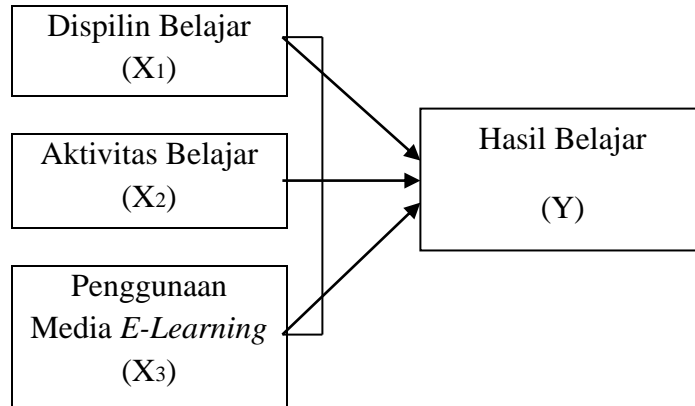 Dispilin Belajar
(X1)
Aktivitas Belajar
(X2)
Penggunaan
Media E-Learning
(X3)
Hasil Belajar
(Y)